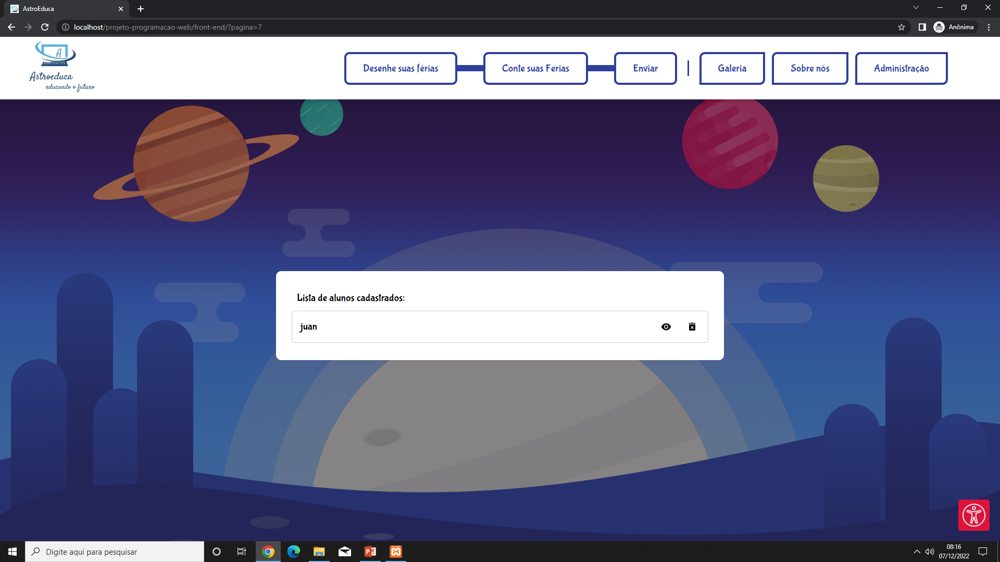 AstroEduca
localhost/projeto-programacao-web/front-end/?pagina=7
Anônima
A
Astroeduca
educando o futuro
Desenhe suas férias
Conte suas Ferias
Enviar
Galeria
Sobre nós
Administração
Lista de alunos cadastrados:
juan
Digite aqui para pesquisar
08:16
07/12/2022